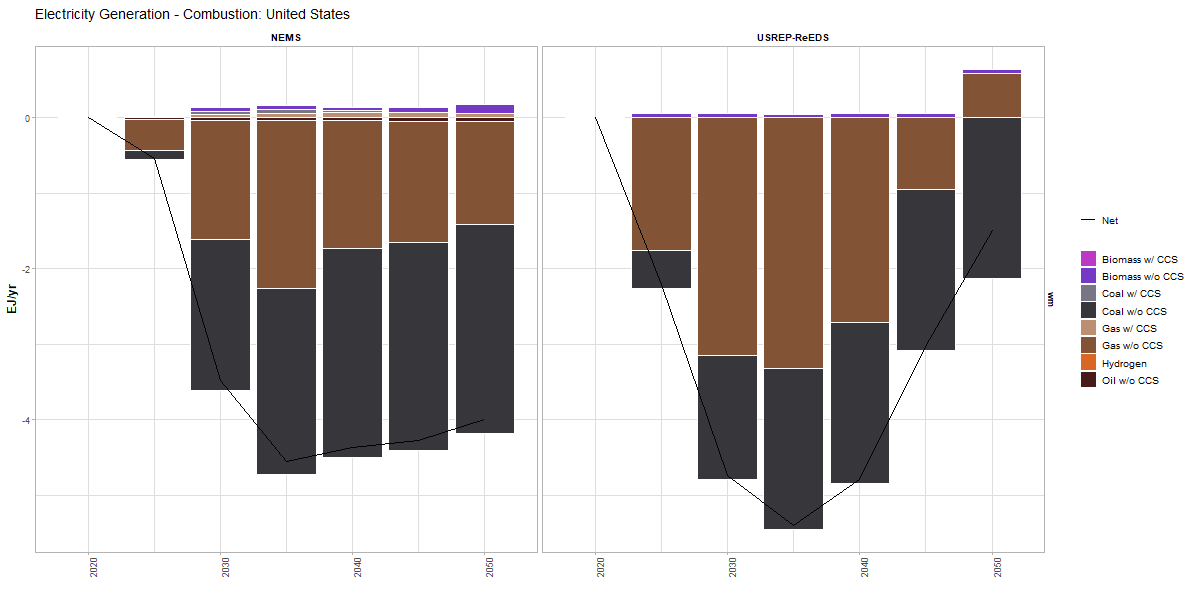 Electricity Generation - Combustion: United States
NEMS
USREP-ReEDS
EJ/yr
0
-2
-4
2020
2030
2040
2050
2020
2030
2040
2050
wm
Net
Biomass w/ CCS
Biomass w/o CCS
Coal w/ CCS
Coal w/o CCS
Gas w/ CCS
Gas w/o CCS
Hydrogen
Oil w/o CCS